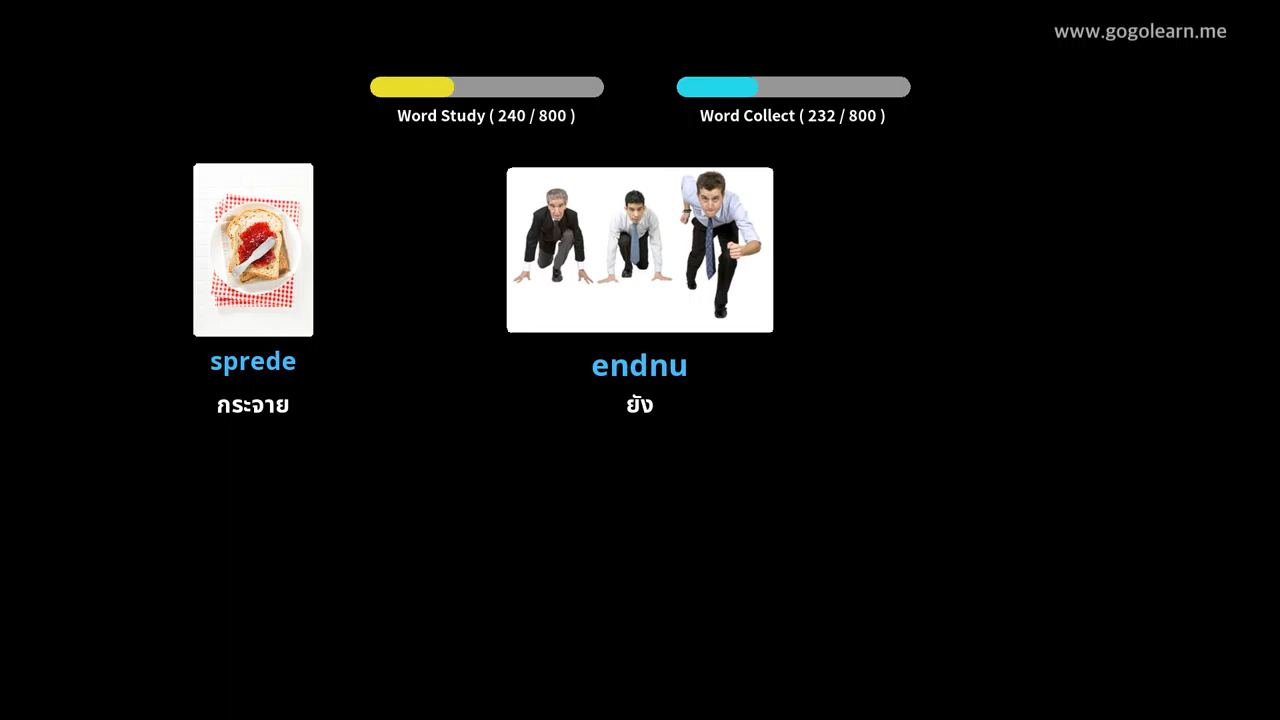 www.gogolearn.me
Word Study ( 240 / 800 )
Word Collect ( 232 / 800 )
sprede
กระจาย
endnu
ยัง